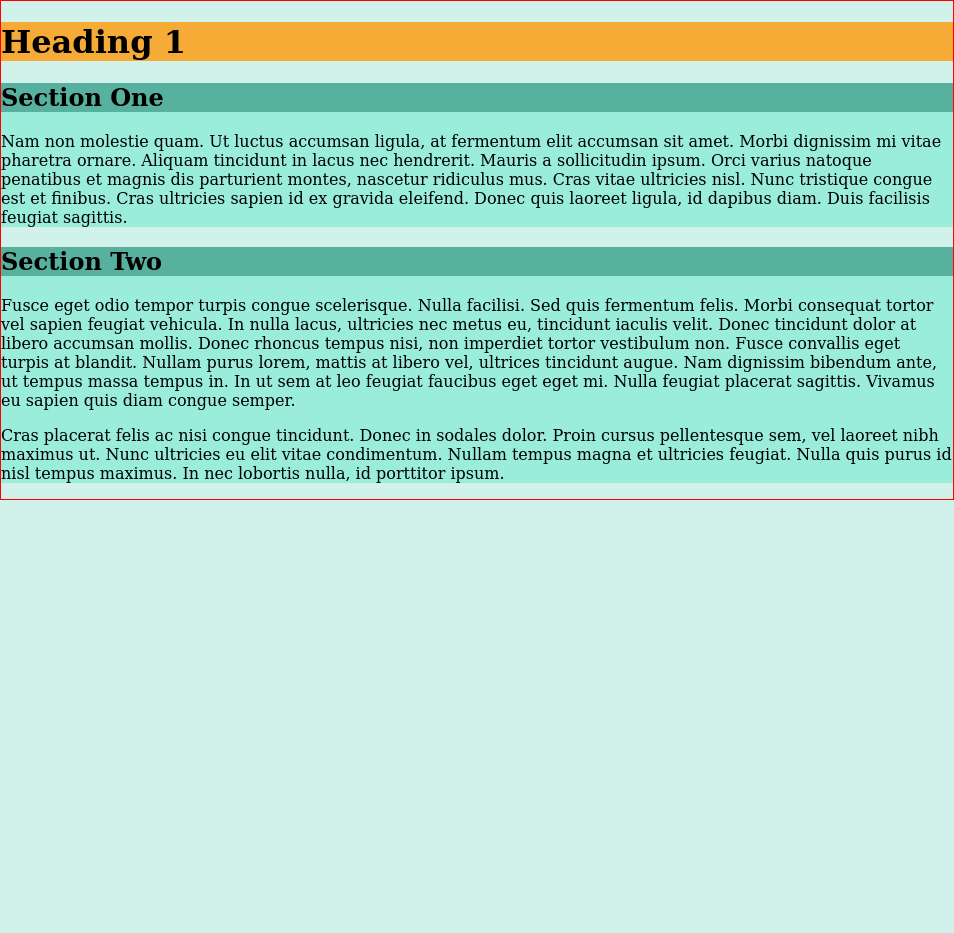 Heading 1
Section One
Nam non molestie quam. Ut luctus accumsan ligula, at fermentum elit accumsan sit amet. Morbi dignissim mi vitae
pharetra ornare. Aliquam tincidunt in lacus nec hendrerit. Mauris a sollicitudin ipsum. Orci varius natoque
penatibus et magnis dis parturient montes, nascetur ridiculus mus. Cras vitae ultricies nisl. Nunc tristique congue
est et finibus. Cras ultricies sapien id ex gravida eleifend. Donec quis laoreet ligula, id dapibus diam. Duis facilisis
feugiat sagittis.
Section Two
Fusce eget odio tempor turpis congue scelerisque. Nulla facilisi. Sed quis fermentum felis. Morbi consequat tortor
vel sapien feugiat vehicula. In nulla lacus, ultricies nec metus eu, tincidunt iaculis velit. Donec tincidunt dolor at
libero accumsan mollis. Donec rhoncus tempus nisi, non imperdiet tortor vestibulum non. Fusce convallis eget
turpis at blandit. Nullam purus lorem, mattis at libero vel, ultrices tincidunt augue. Nam dignissim bibendum ante,
ut tempus massa tempus in. In ut sem at leo feugiat faucibus eget eget mi. Nulla feugiat placerat sagittis. Vivamus
eu sapien quis diam congue semper.
Cras placerat felis ac nisi congue tincidunt. Donec in sodales dolor. Proin cursus pellentesque sem, vel laoreet nibh
maximus ut. Nunc ultricies eu elit vitae condimentum. Nullam tempus magna et ultricies feugiat. Nulla quis purus id
nisl tempus maximus. In nec lobortis nulla, id porttitor ipsum.